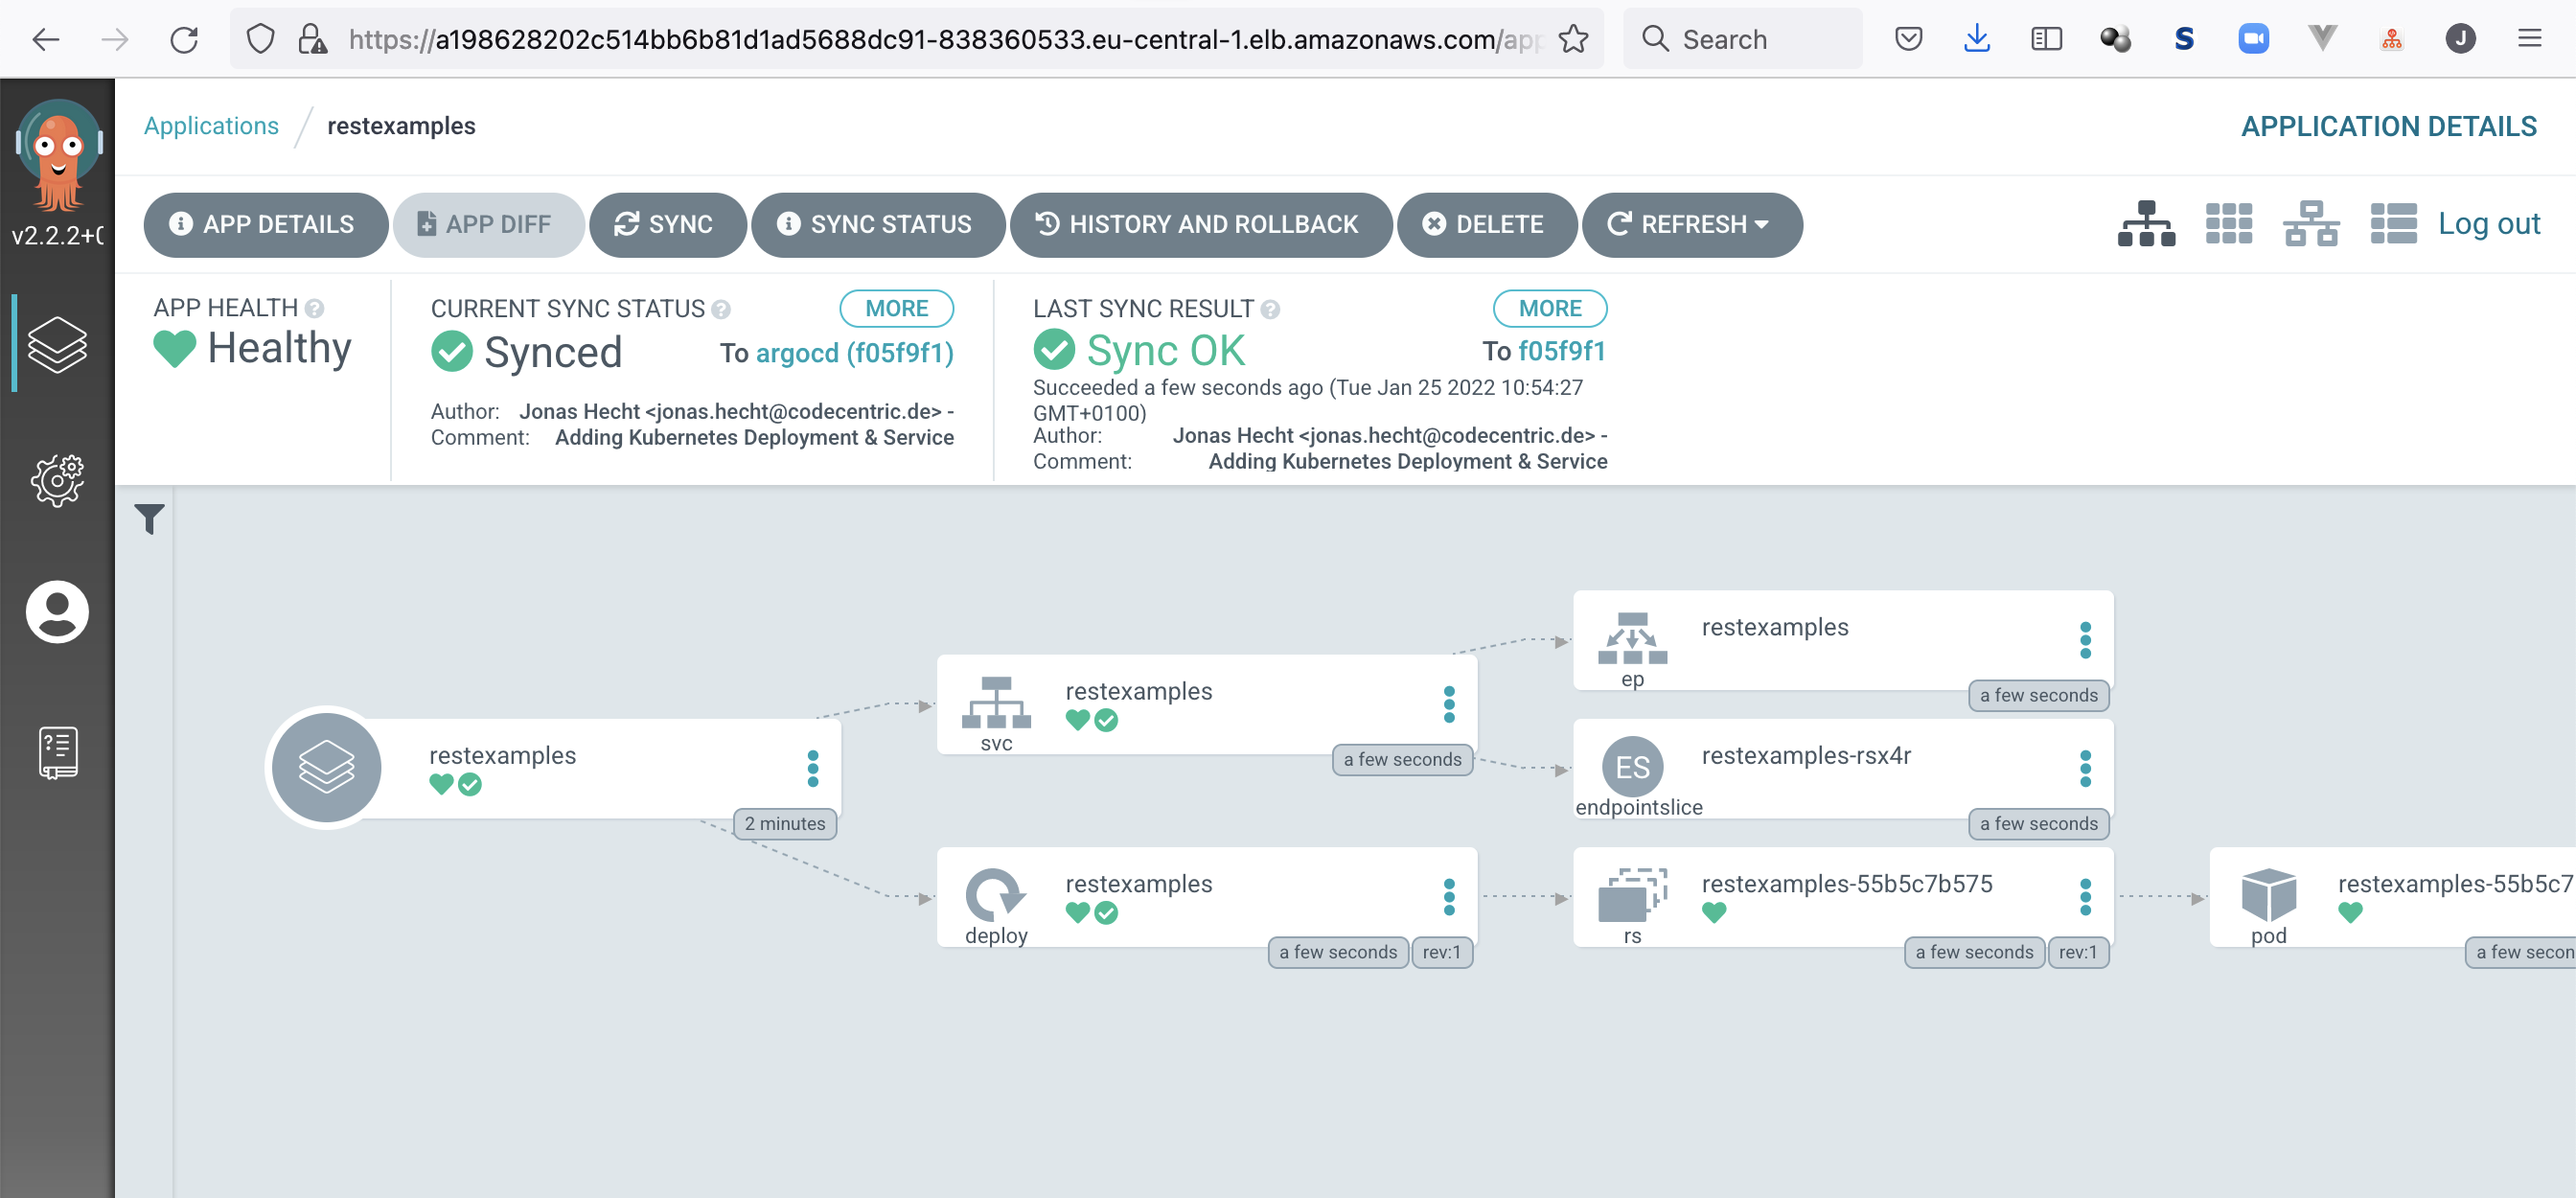 https://a198628202c514bb6b81d1ad5688dc91-838360533.eu-central-1.elb.amazonaws.com/app
Search
S
J
v2.2.2+
Applications / restexamples
APPLICATION DETAILS
APP DETAILS
APP DIFF
SYNC
SYNC STATUS
HISTORY AND ROLLBACK
DELETE
REFRESH
Log out
APP HEALTH ?
Healthy
CURRENT SYNC STATUS ?
MORE
Synced
To argocd (f05f9f1)
Author: Jonas Hecht <jonas.hecht@codecentric.de> -
Comment: Adding Kubernetes Deployment & Service
LAST SYNC RESULT ?
MORE
Sync OK
To f05f9f1
Succeeded a few seconds ago (Tue Jan 25 2022 10:54:27
GMT+0100)
Author: Jonas Hecht <jonas.hecht@codecentric.de> -
Comment: Adding Kubernetes Deployment & Service
restexamples
ep
a few seconds
restexamples
svc
a few seconds
restexamples
2 minutes
ES
restexamples-rsx4r
endpointslice
a few seconds
restexamples
deploy
a few seconds
rev:1
restexamples-55b5c7b575
rs
a few seconds
rev:1
restexamples-55b5c7
pod
a few secon